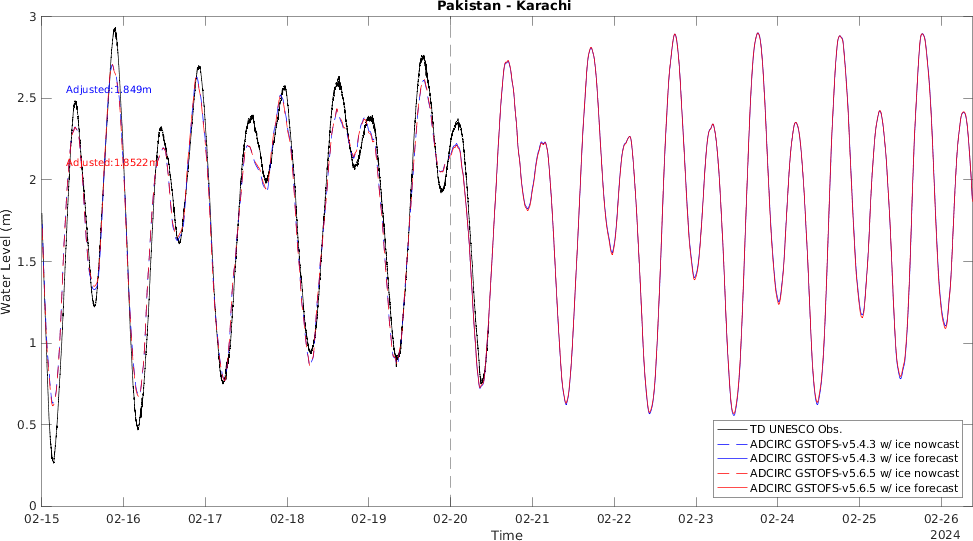 Pakistan - Karachi
3
2.5
2
1.5
1
0.5
0
Water Level (m)
Adjusted:1.849m
Adjusted:1.8522m
TD UNESCO Obs.
ADCIRC GSTOFS-v5.4.3 w/ ice nowcast
ADCIRC GSTOFS-v5.4.3 w/ ice forecast
ADCIRC GSTOFS-v5.6.5 w/ ice nowcast
ADCIRC GSTOFS-v5.6.5 w/ ice forecast
02-15 02-16 02-17 02-18 02-19 02-20 02-21 02-22 02-23 02-24 02-25 02-26
2024
Time